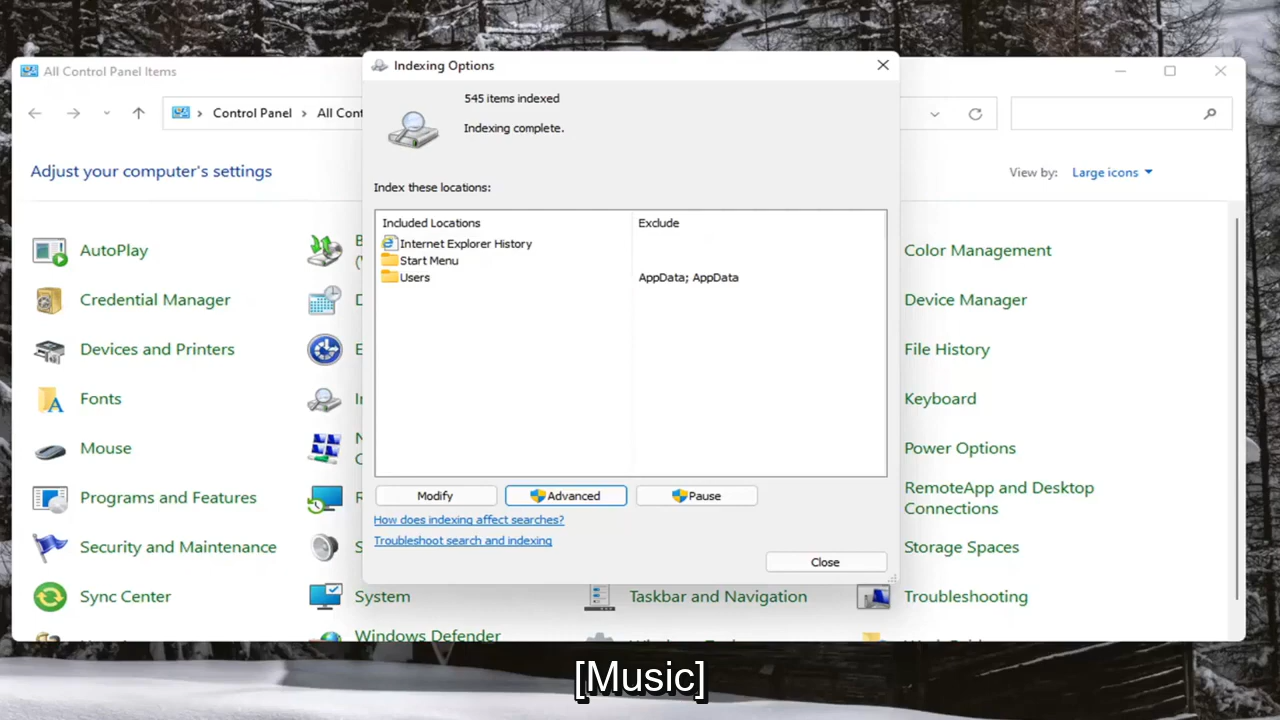 All Control Panel Items
Indexing Options
Control Panel
All Cont
545 items indexed
Indexing complete.
Adjust your computer's settings
View by:
Large icons
Index these locations:
Included Locations
Exclude
Internet Explorer History
Start Menu
Users
AppData; AppData
AutoPlay
Color Management
Credential Manager
Device Manager
Devices and Printers
File History
Fonts
Keyboard
Mouse
Power Options
Programs and Features
RemoteApp and Desktop
Connections
Security and Maintenance
Storage Spaces
Sync Center
System
Taskbar and Navigation
Troubleshooting
Windows Defender
Modify
Advanced
Pause
How does indexing affect searches?
Troubleshoot search and indexing
Close
[Music]